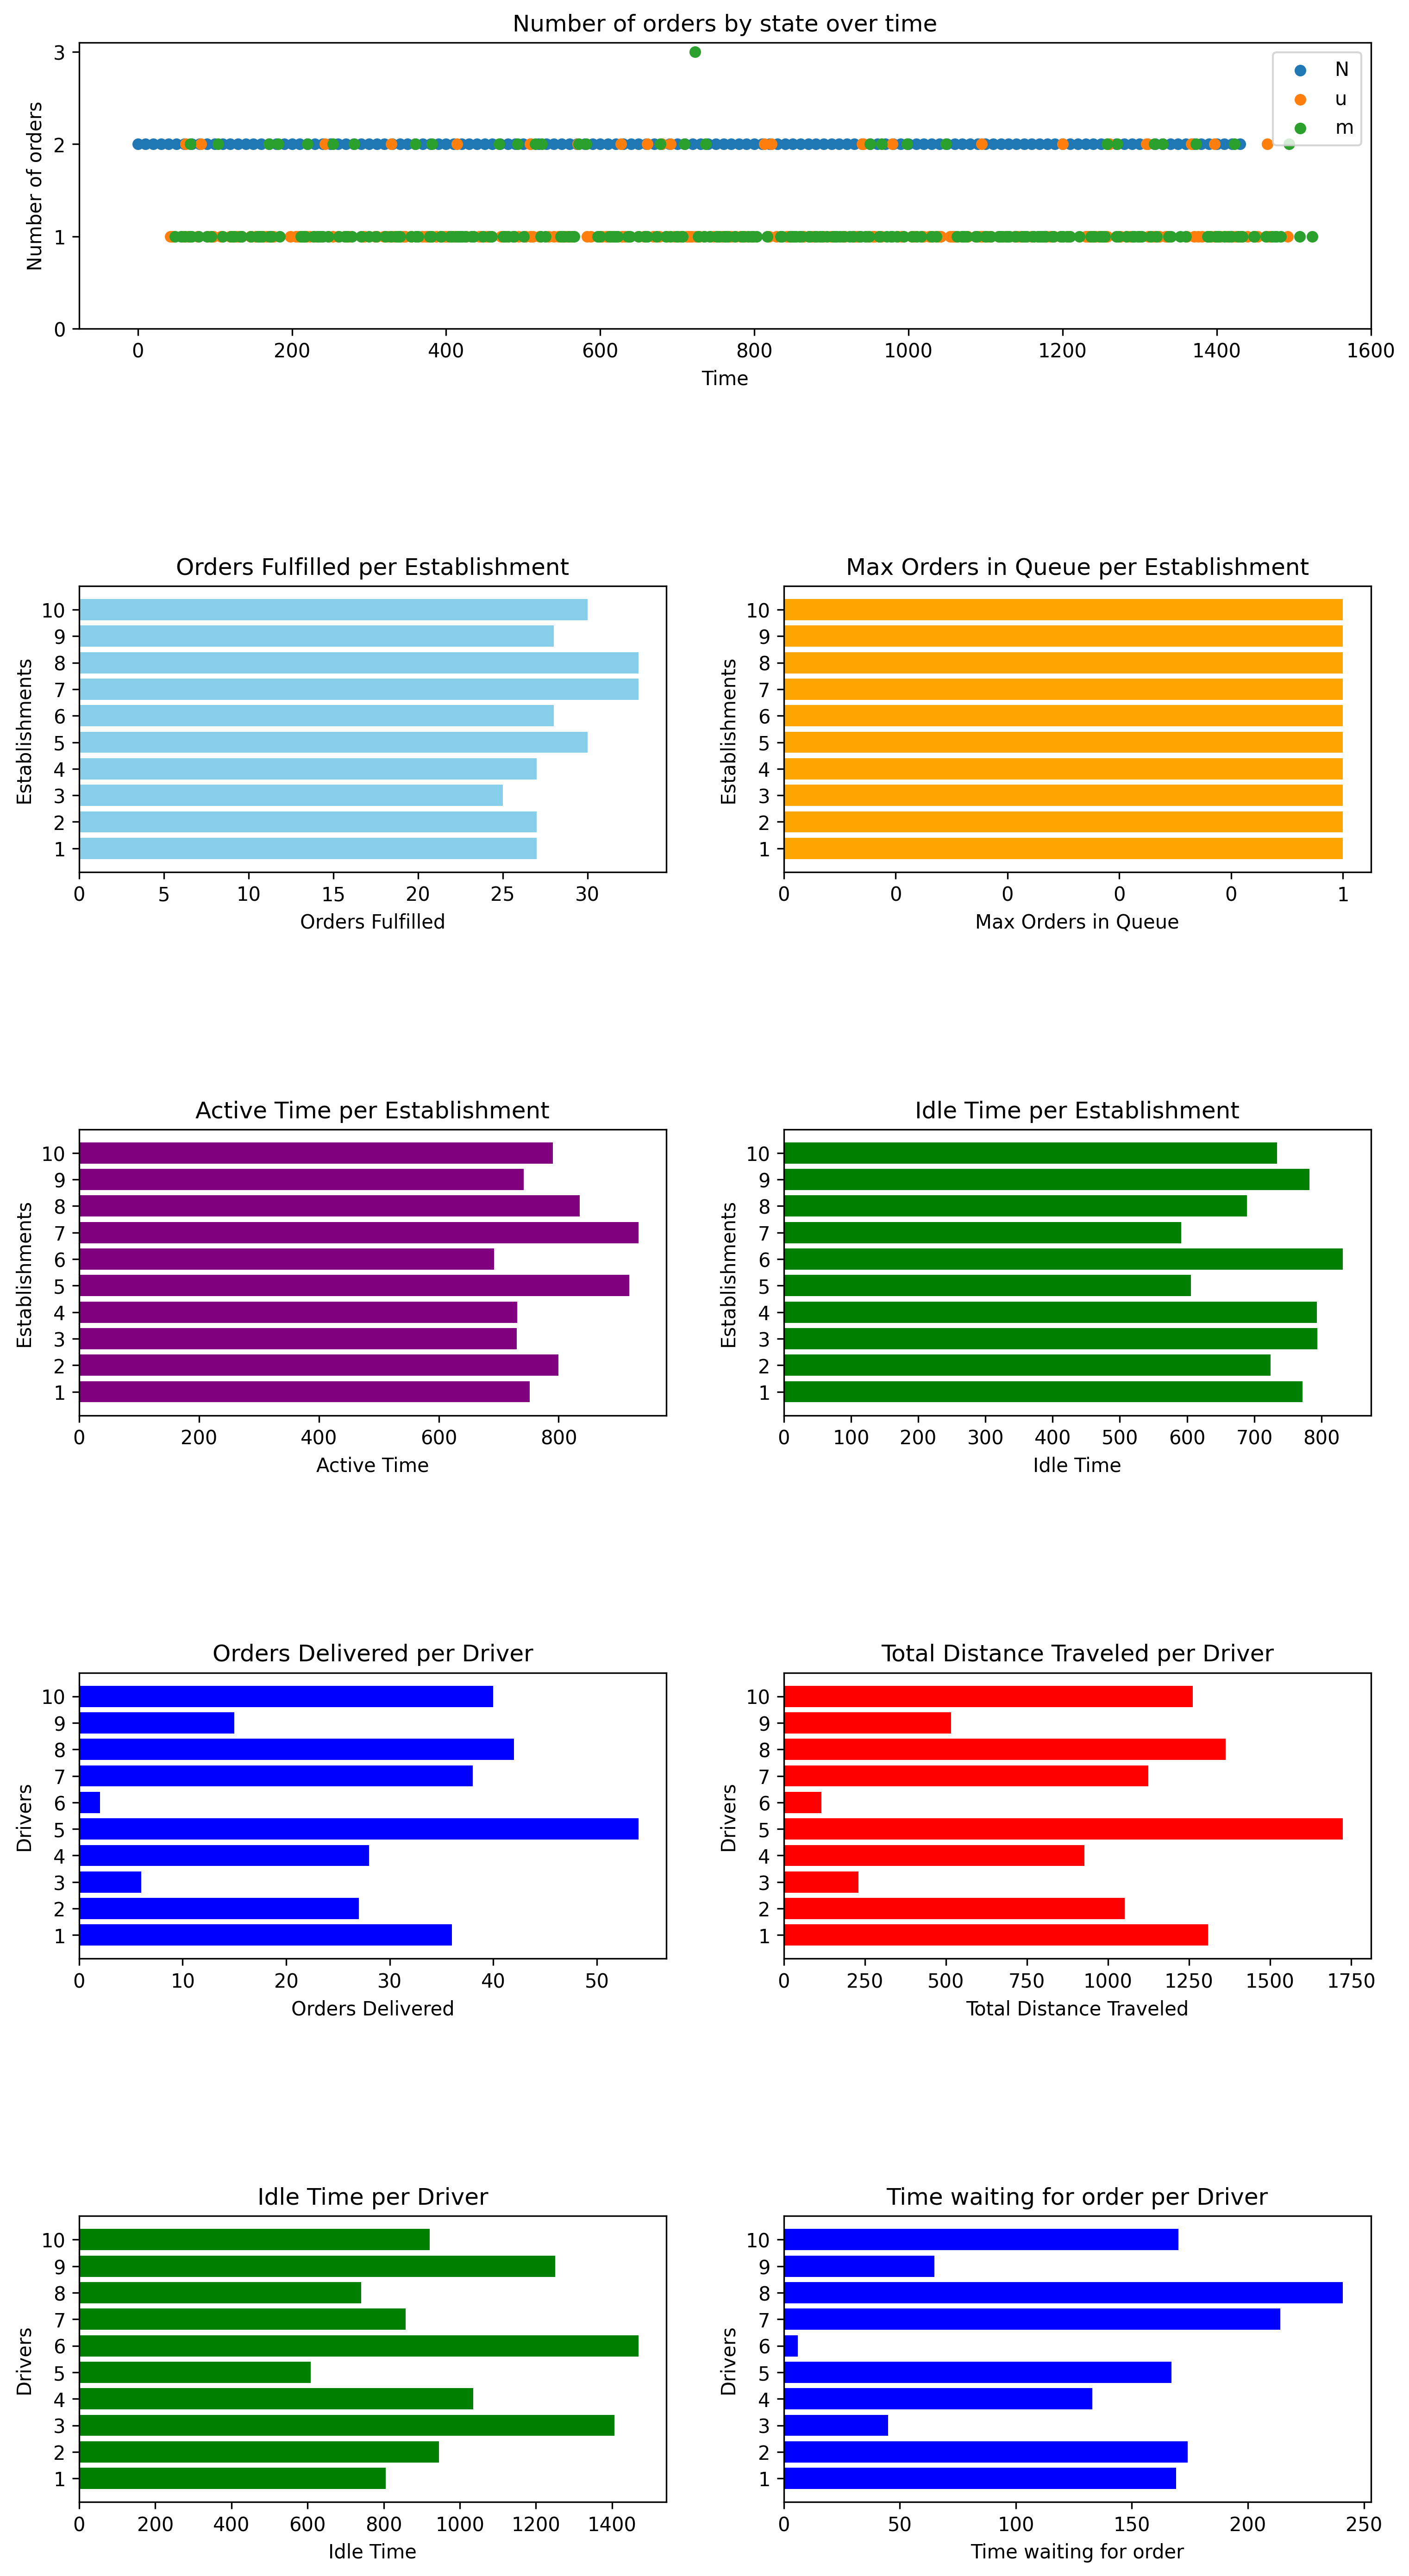 Number of orders by state over time
Number of orders
3
2
1
0
N
u
m
0 200 400 600 800 1000 1200 1400 1600
Time
Orders Fulfilled per Establishment
Establishments
10
9
8
7
6
5
4
3
2
1
0 5 10 15 20 25 30
Orders Fulfilled
Max Orders in Queue per Establishment
Establishments
10
9
8
7
6
5
4
3
2
1
0 0 0 0 0 1
Max Orders in Queue
Active Time per Establishment
Establishments
10
9
8
7
6
5
4
3
2
1
0 200 400 600 800
Active Time
Idle Time per Establishment
Establishments
10
9
8
7
6
5
4
3
2
1
0 100 200 300 400 500 600 700 800
Idle Time
Orders Delivered per Driver
Drivers
10
9
8
7
6
5
4
3
2
1
0 10 20 30 40 50
Orders Delivered
Total Distance Traveled per Driver
Drivers
10
9
8
7
6
5
4
3
2
1
0 250 500 750 1000 1250 1500 1750
Total Distance Traveled
Idle Time per Driver
Drivers
10
9
8
7
6
5
4
3
2
1
0 200 400 600 800 1000 1200 1400
Idle Time
Time waiting for order per Driver
Drivers
10
9
8
7
6
5
4
3
2
1
0 50 100 150 200 250
Time waiting for order